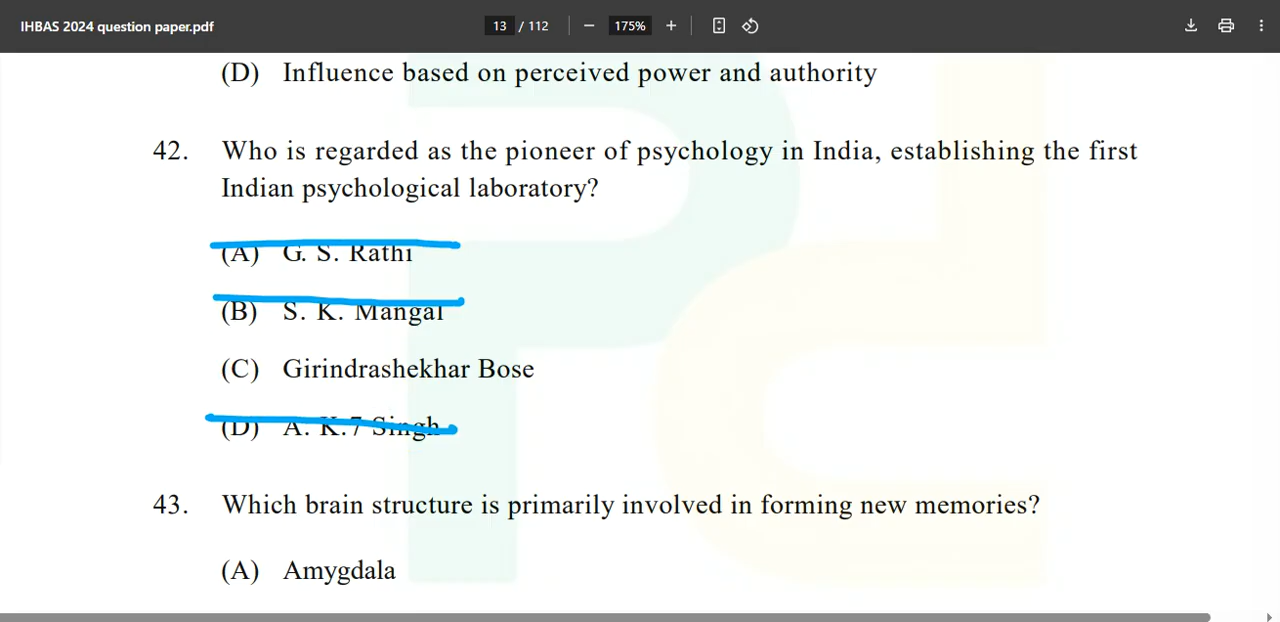 IHBAS 2024 question paper.pdf 13 / 112 175%
(D) Influence based on perceived power and authority
42. Who is regarded as the pioneer of psychology in India, establishing the first
Indian psychological laboratory?
(A) G. S. Rathi
(B) S. K. Mangal
(C) Girindrashekhar Bose
(D) A. K.7 Singh
43. Which brain structure is primarily involved in forming new memories?
(A) Amygdala